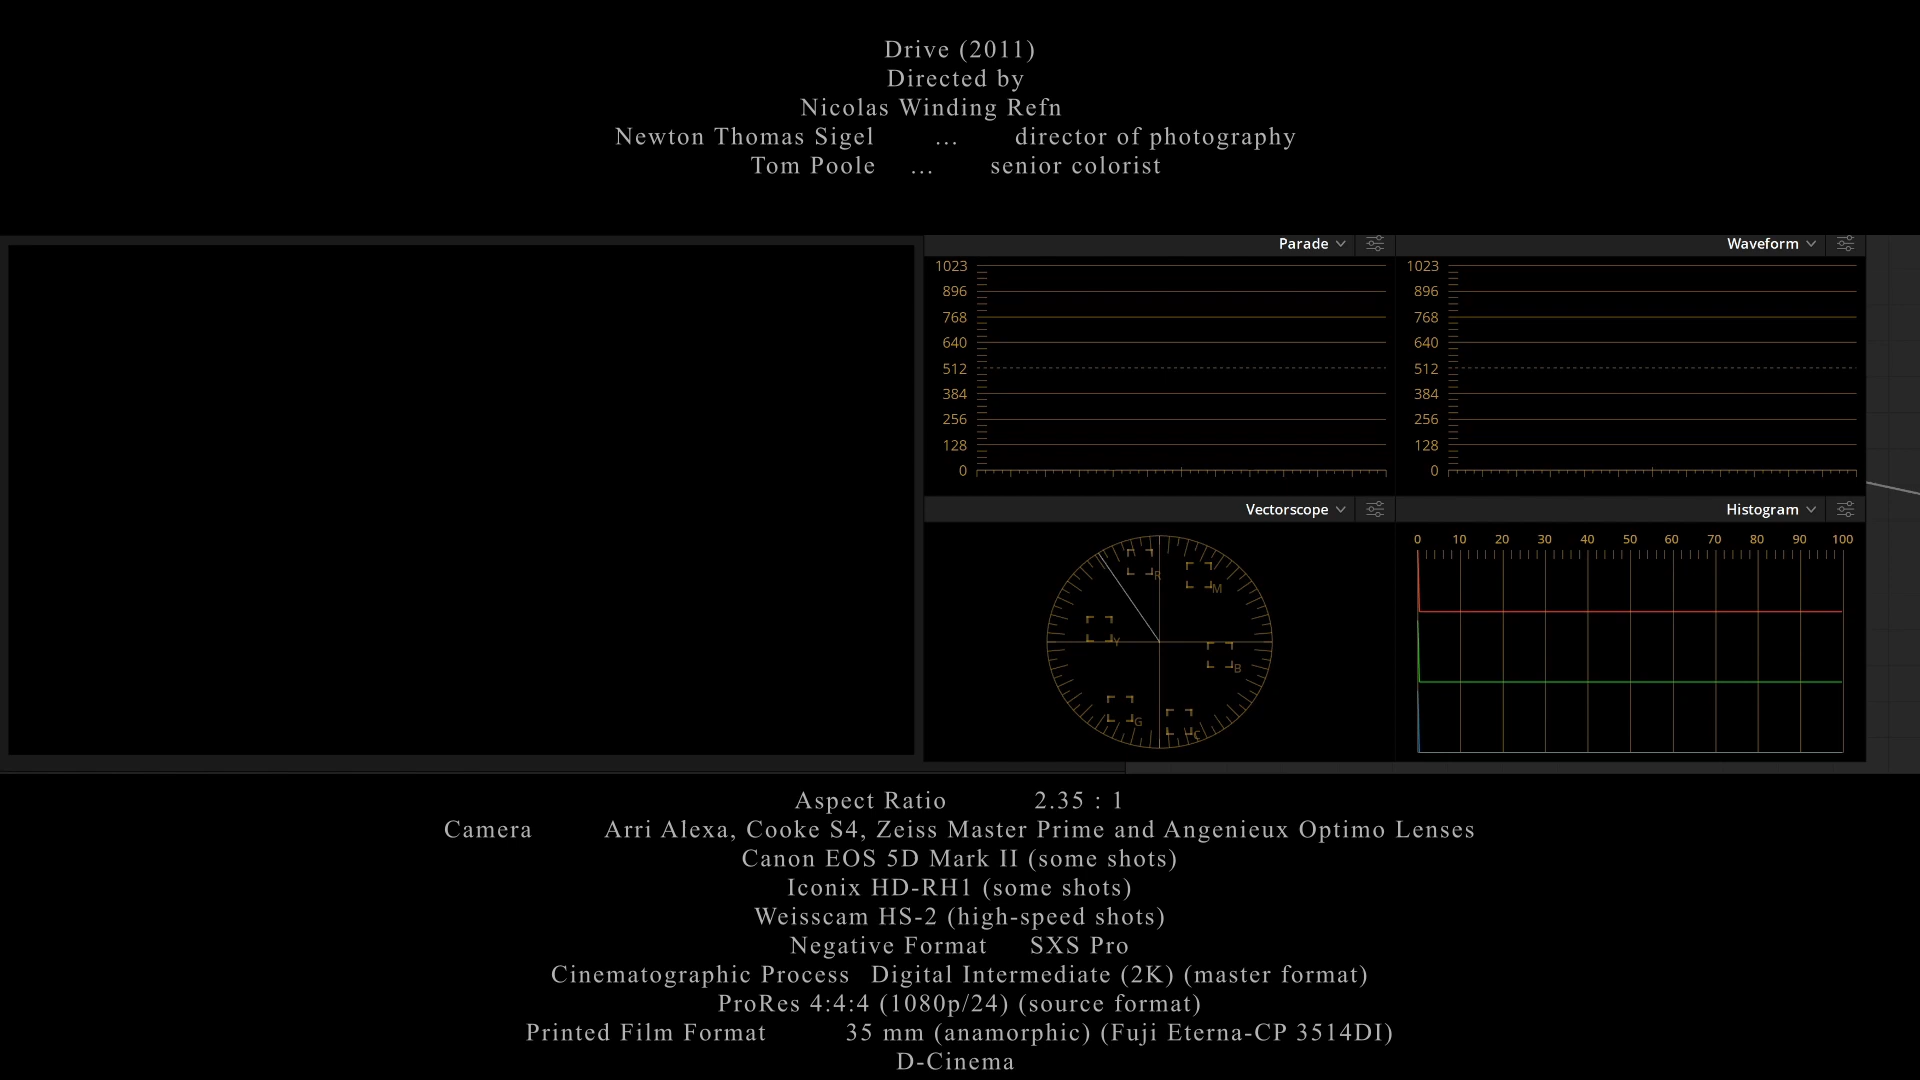 Drive (2011)
Directed by
Nicolas Winding Refn
Newton Thomas Sigel ... director of photography
Tom Poole ... senior colorist
Parade
1023
896
768
640
512
384
256
128
0
Waveform
1023
896
768
640
512
384
256
128
0
Vectorscope
R
M
Y
B
G
C
Histogram
0 10 20 30 40 50 60 70 80 90 100
Aspect Ratio 2.35 : 1
Camera Arri Alexa, Cooke S4, Zeiss Master Prime and Angenieux Optimo Lenses
Canon EOS 5D Mark II (some shots)
Iconix HD-RH1 (some shots)
Weisscam HS-2 (high-speed shots)
Negative Format SXS Pro
Cinematographic Process Digital Intermediate (2K) (master format)
ProRes 4:4:4 (1080p/24) (source format)
Printed Film Format 35 mm (anamorphic) (Fuji Eterna-CP 3514DI)
D-Cinema